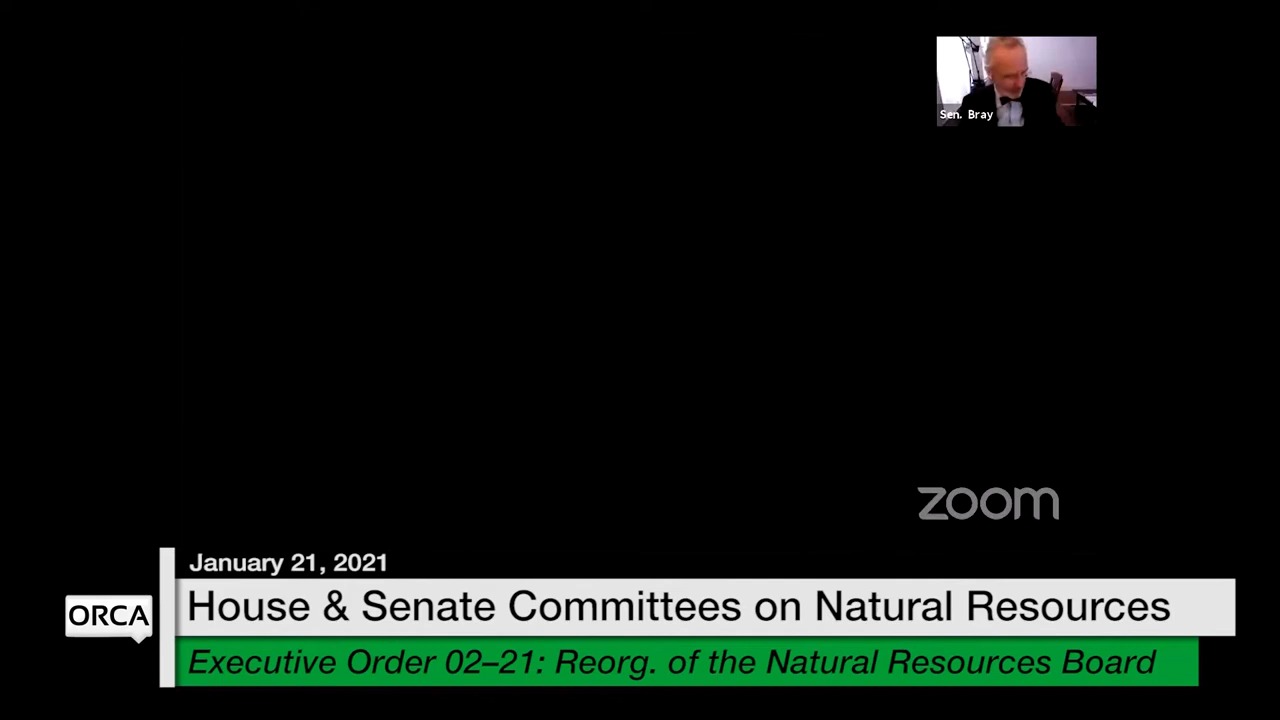 Sen. Bray
zoom
January 21, 2021
House & Senate Committees on Natural Resources
ORCA
Executive Order 02–21: Reorg. of the Natural Resources Board